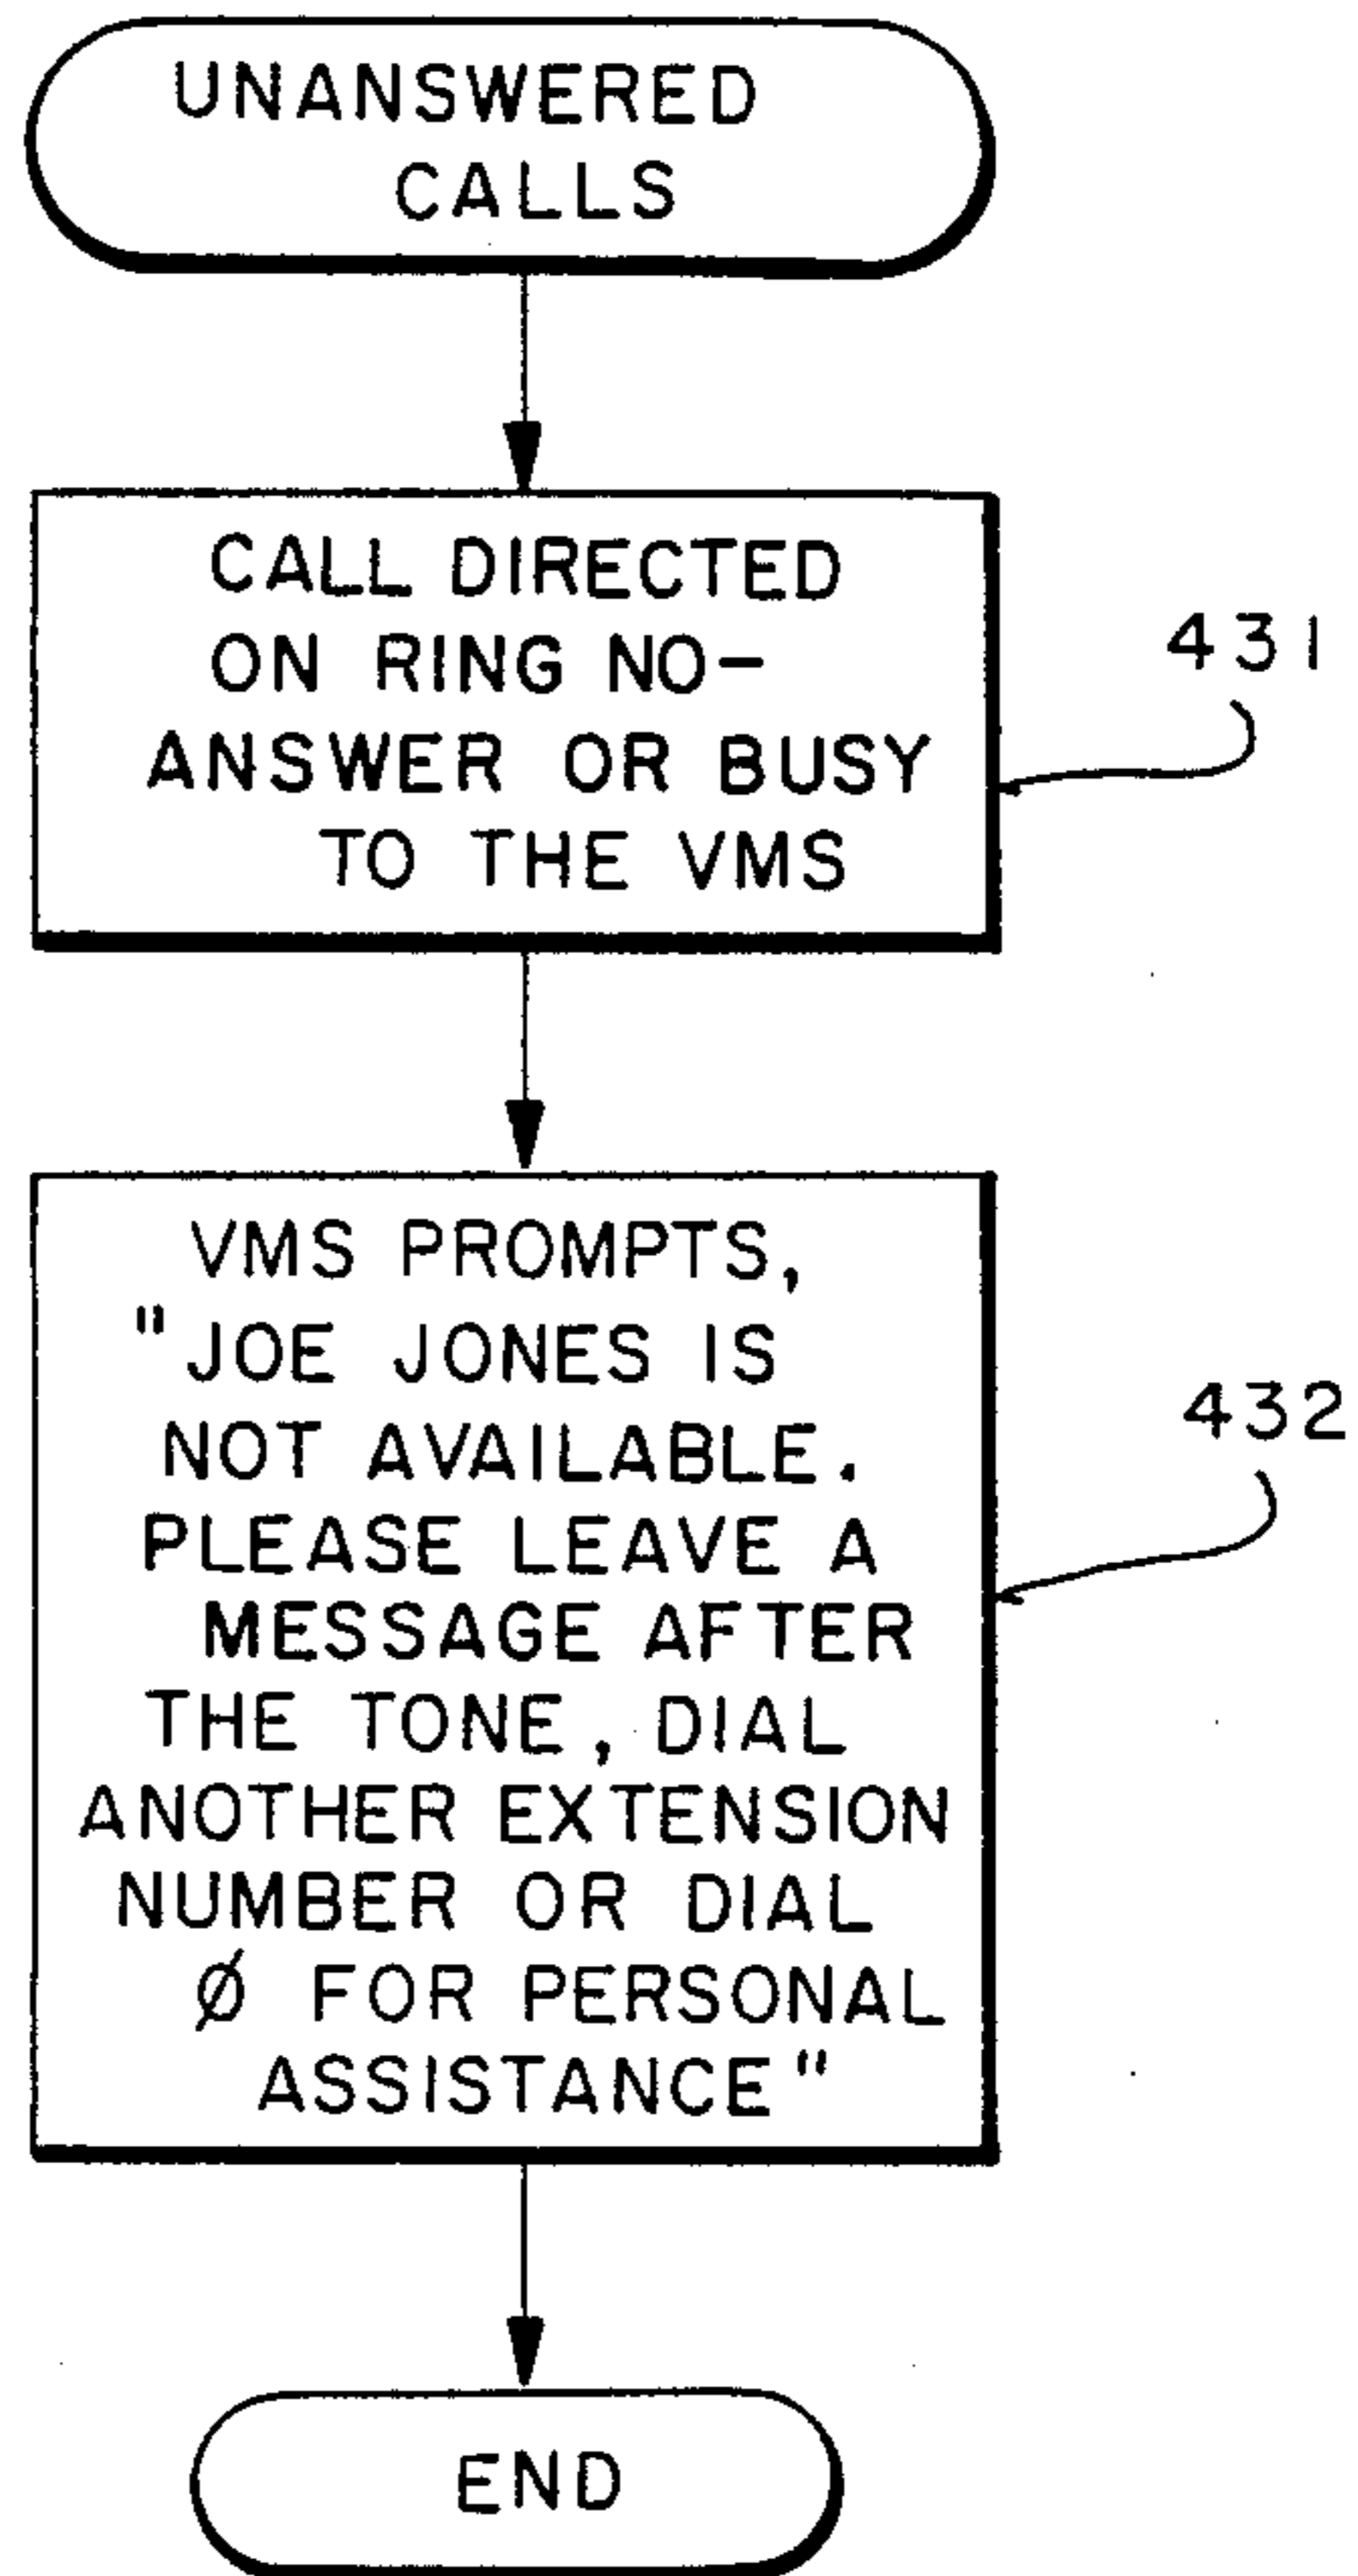 UNANSWERED
CALLS
CALL DIRECTED
ON RING NO-
ANSWER OR BUSY
TO THE VMS
431
VMS PROMPTS,
"JOE JONES IS
NOT AVAILABLE.
PLEASE LEAVE A
MESSAGE AFTER
THE TONE, DIAL
ANOTHER EXTENSION
NUMBER OR DIAL
Ø FOR PERSONAL
ASSISTANCE"
432
END